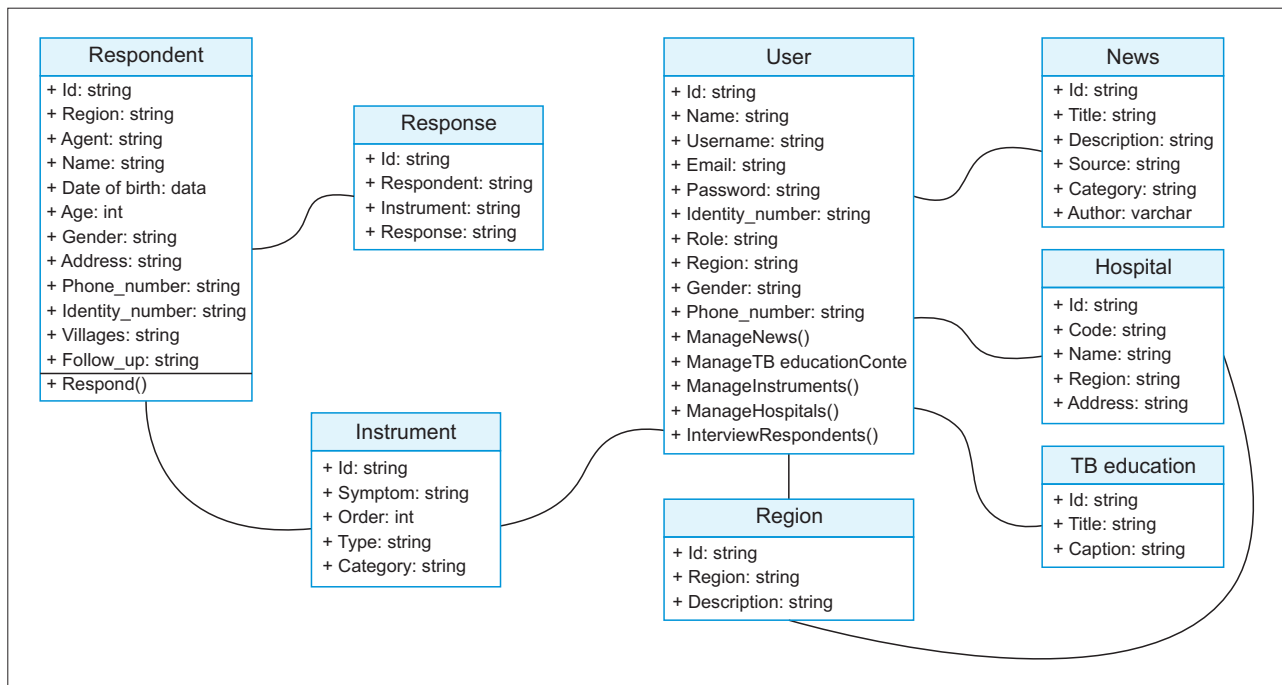 Respondent
+ Id: string
+ Region: string
+ Agent: string
+ Name: string
+ Date of birth: data
+ Age: int
+ Gender: string
+ Address: string
+ Phone_number: string
+ Identity_number: string
+ Villages: string
+ Follow_up: string
+ Respond()
Response
+ Id: string
+ Respondent: string
+ Instrument: string
+ Response: string
Instrument
+ Id: string
+ Symptom: string
+ Order: int
+ Type: string
+ Category: string
User
+ Id: string
+ Name: string
+ Username: string
+ Email: string
+ Password: string
+ Identity_number: string
+ Role: string
+ Region: string
+ Gender: string
+ Phone_number: string
+ ManageNews()
+ ManageTB educationConte
+ ManageInstruments()
+ ManageHospitals()
+ InterviewRespondents()
Region
+ Id: string
+ Region: string
+ Description: string
News
+ Id: string
+ Title: string
+ Description: string
+ Source: string
+ Category: string
+ Author: varchar
Hospital
+ Id: string
+ Code: string
+ Name: string
+ Region: string
+ Address: string
TB education
+ Id: string
+ Title: string
+ Caption: string